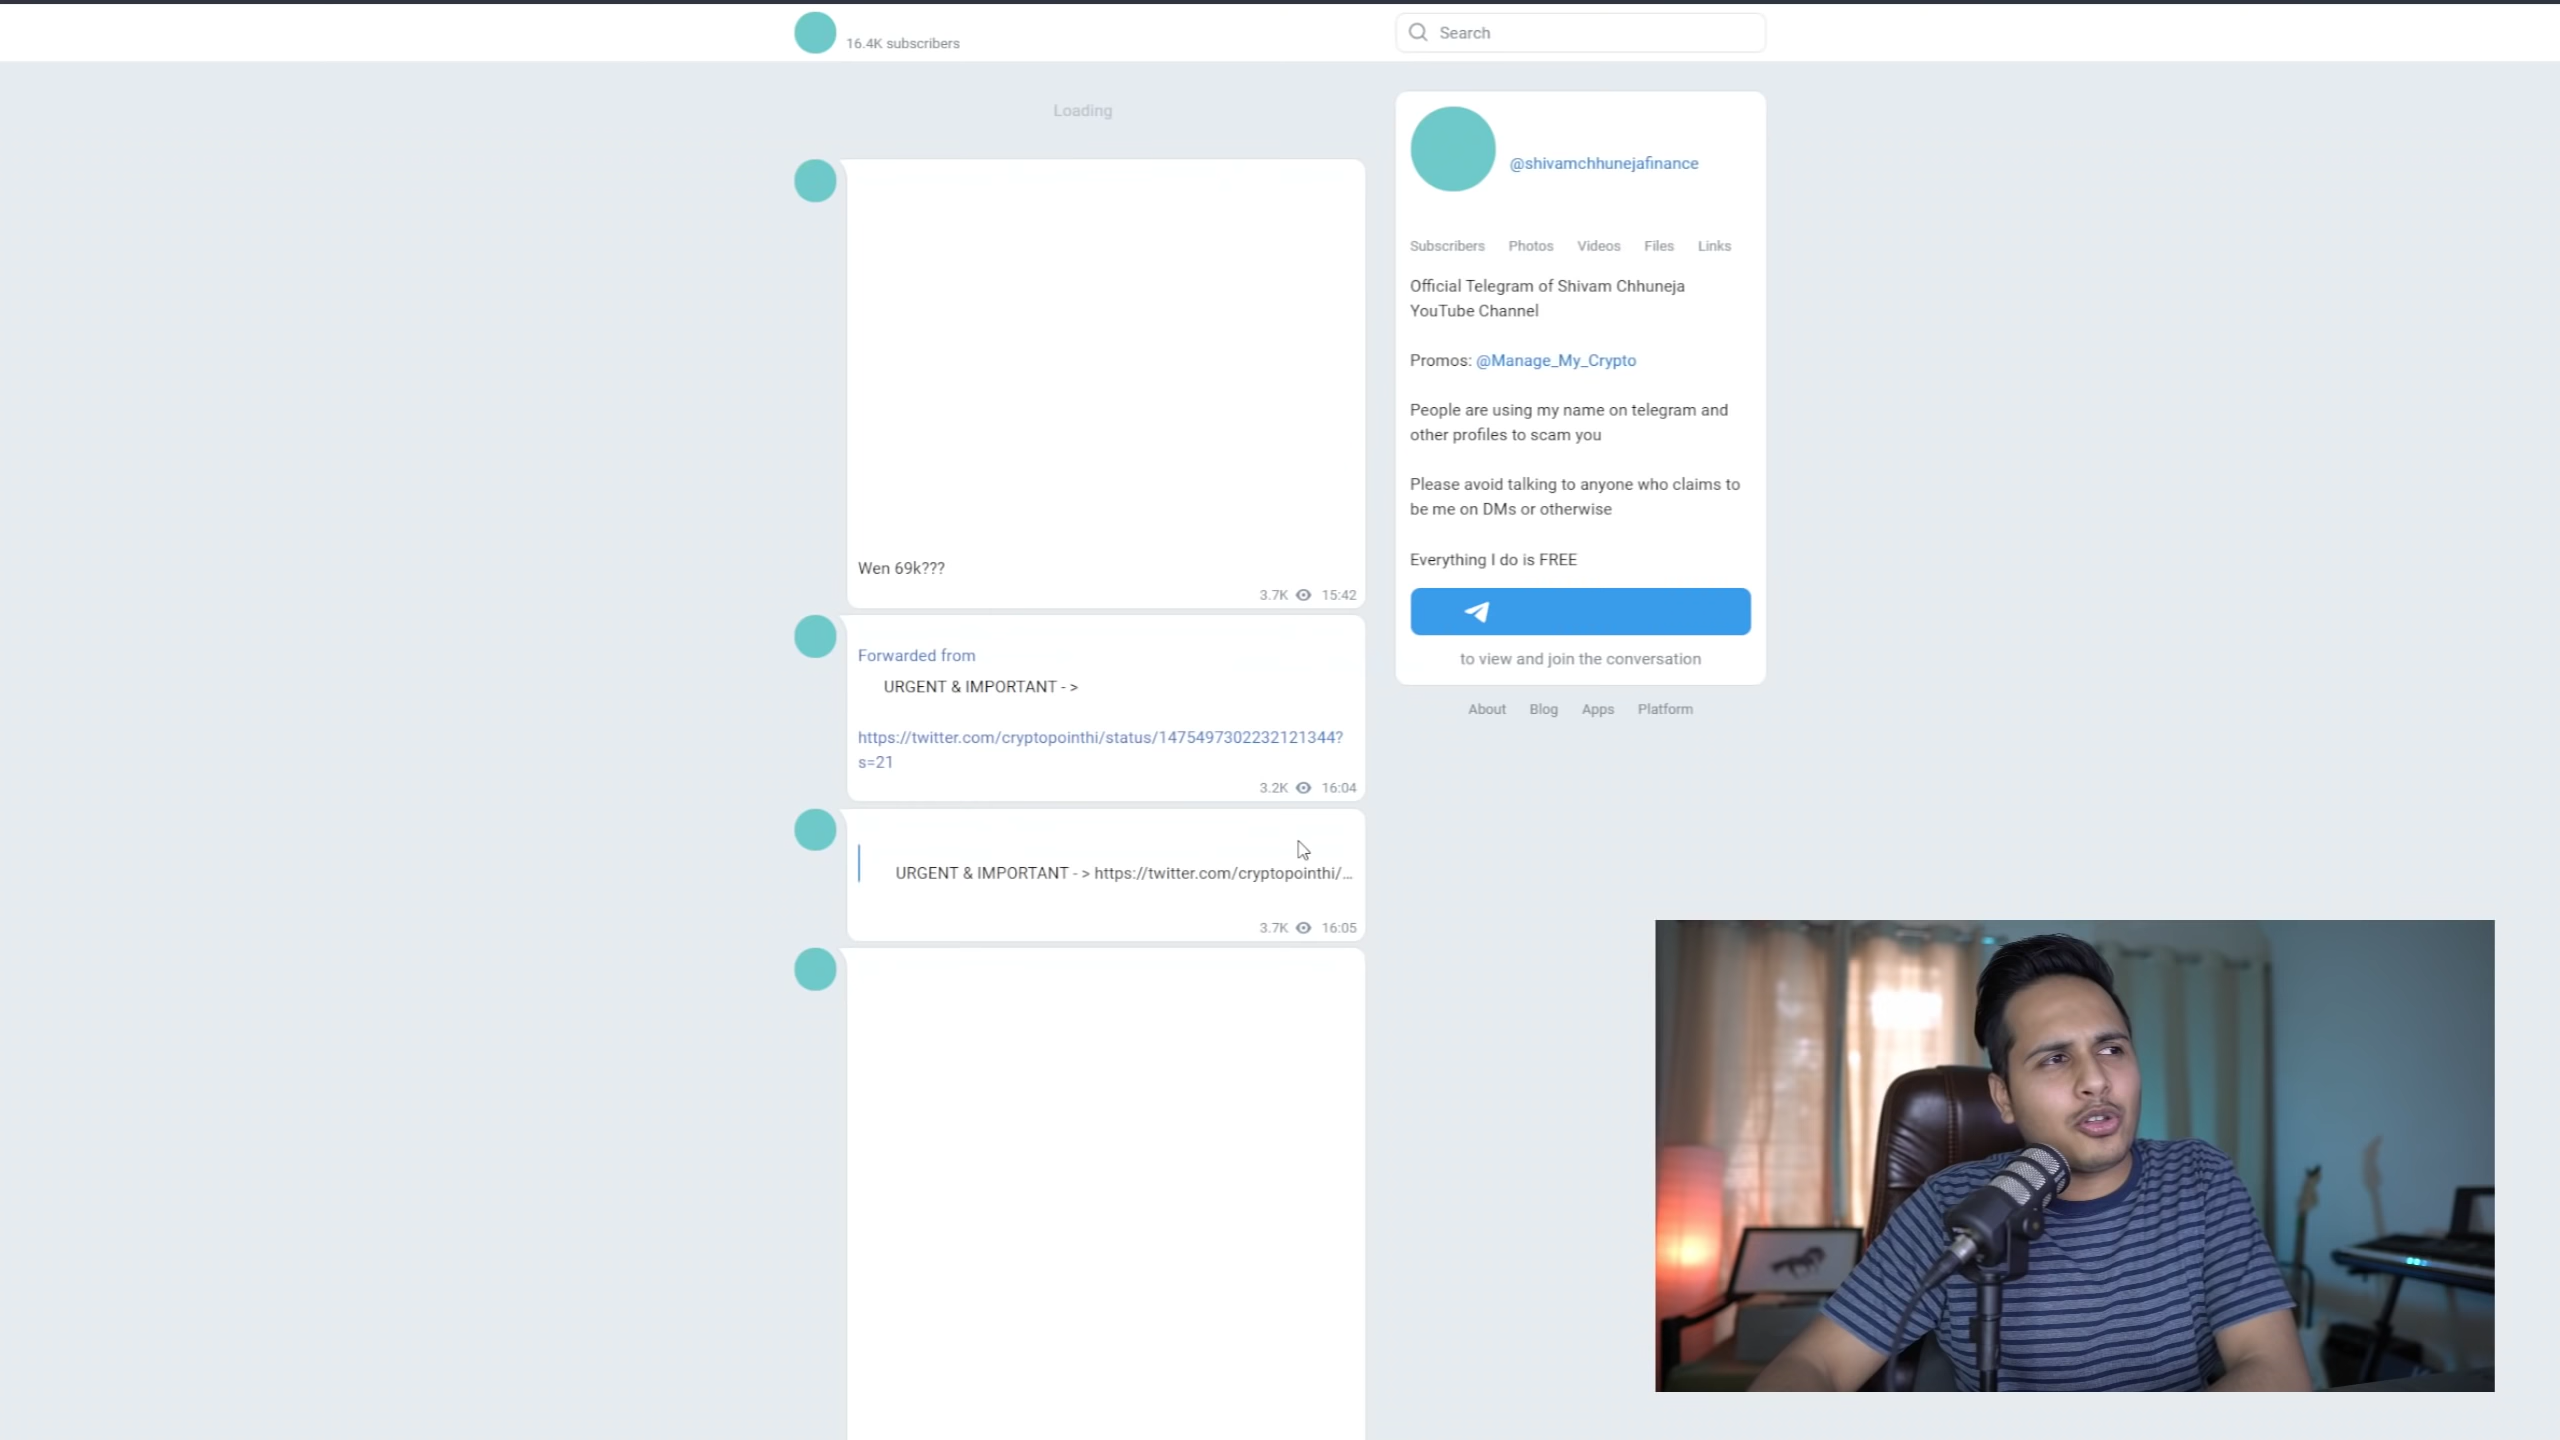 16.4K subscribers
Search
Loading
Wen 69k???
3.7K 15:42
Forwarded from
URGENT & IMPORTANT - >
https://twitter.com/cryptopointhi/status/1475497302232121344?
s=21
3.2K 16:04
URGENT & IMPORTANT - > https://twitter.com/cryptopointhi/...
3.7K 16:05
@shivamchhunejafinance
Subscribers Photos Videos Files Links
Official Telegram of Shivam Chhuneja
YouTube Channel
Promos: @Manage_My_Crypto
People are using my name on telegram and
other profiles to scam you
Please avoid talking to anyone who claims to
be me on DMs or otherwise
Everything I do is FREE
to view and join the conversation
About Blog Apps Platform